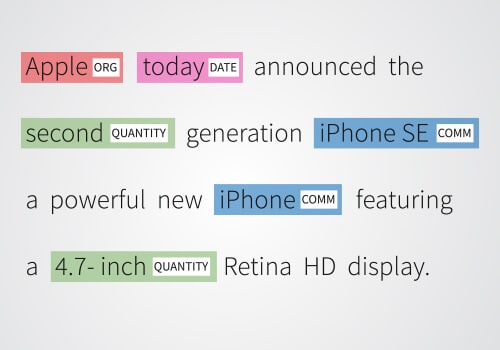 Apple ORG today DATE announced the
second QUANTITY generation iPhone SE COMM
a powerful new iPhone COMM featuring
a 4.7- inch QUANTITY Retina HD display.